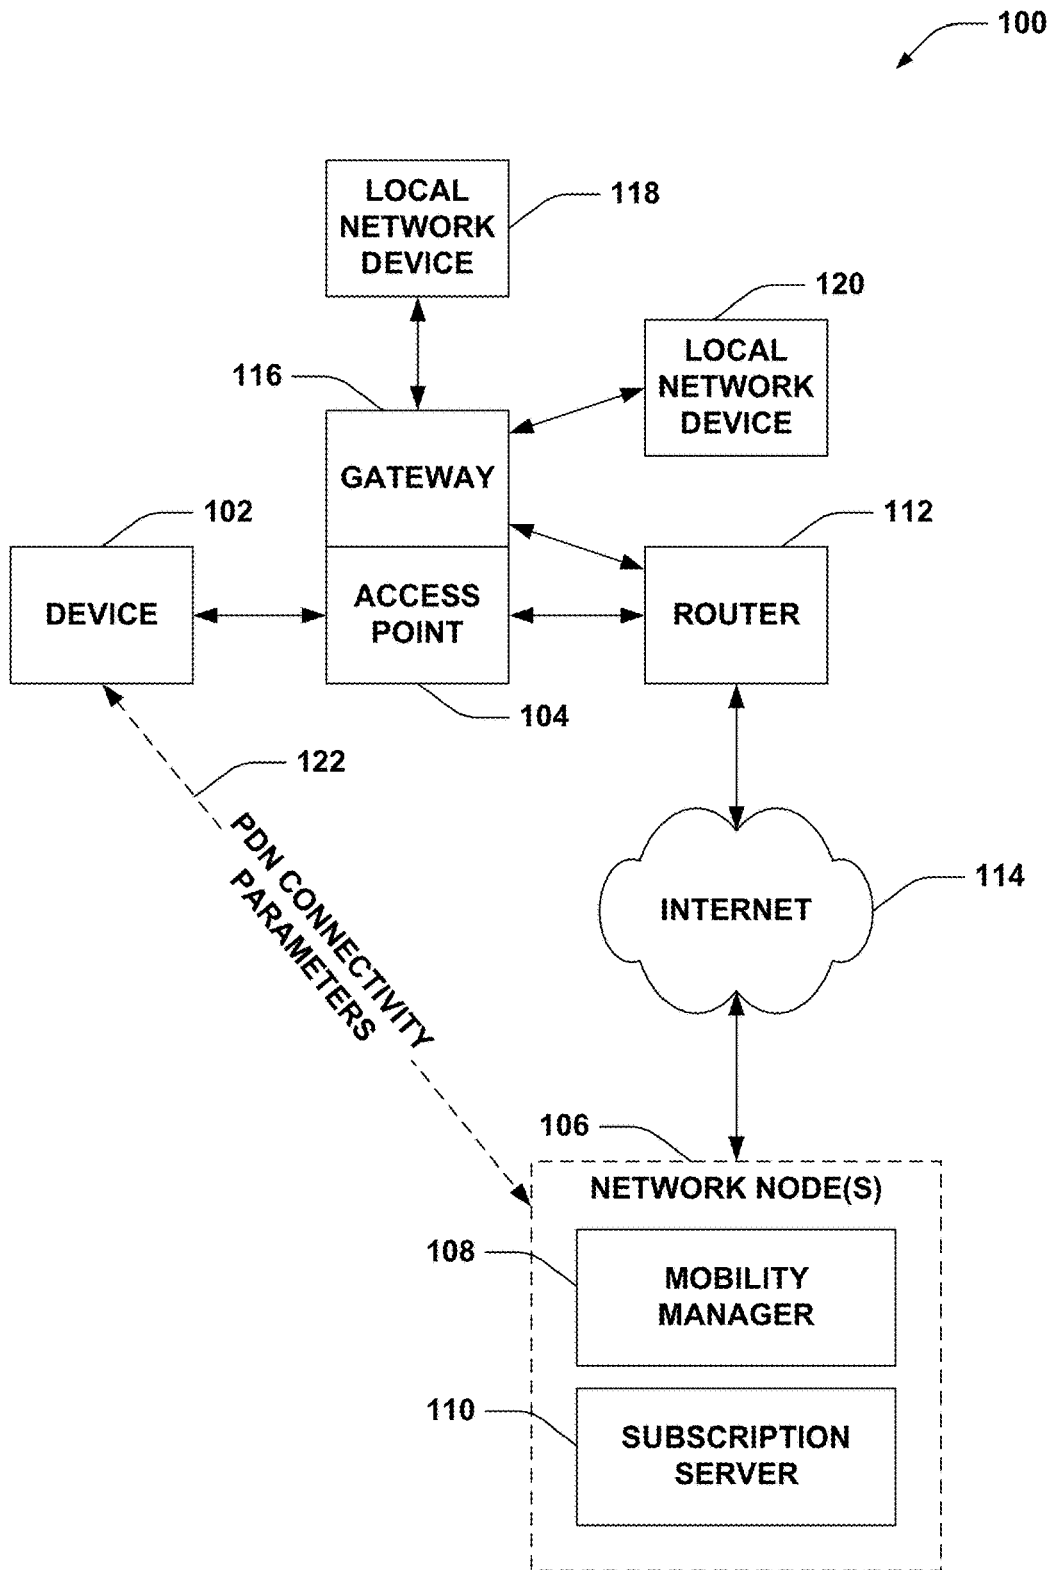 100
LOCAL
NETWORK
DEVICE
118
120
LOCAL
NETWORK
DEVICE
116
GATEWAY
102
112
DEVICE
ACCESS
POINT
ROUTER
104
122
PDN CONNECTIVITY
PARAMETERS
INTERNET
114
106
NETWORK NODE(S)
108
MOBILITY
MANAGER
110
SUBSCRIPTION
SERVER